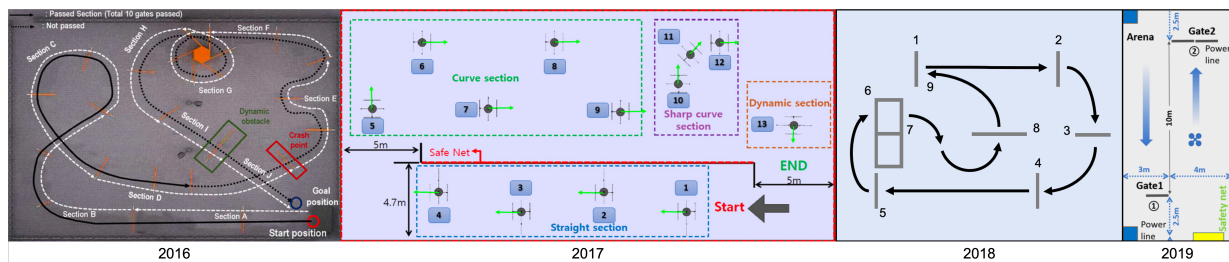 : Passed Section (Total 10 gates passed)
: Not passed
Section C
Section H
Section F
Section G
Section E
Section I
Dynamic
obstacle
Crash
point
Section J
Section D
Goal
position
Section B
Section A
Start position
2016
6
8
Curve section
7
9
5
11
12
10
Sharp curve
section
Dynamic section
13
5m
Safe Net
END
5m
4.7m
3
1
4
2
Start
Straight section
2017
1
2
9
6
7
8
3
4
5
2018
Arena
2.5m
Gate2
②
Power
line
10m
3m
4m
Gate1
①
Power
line
2.5m
Safety net
2019